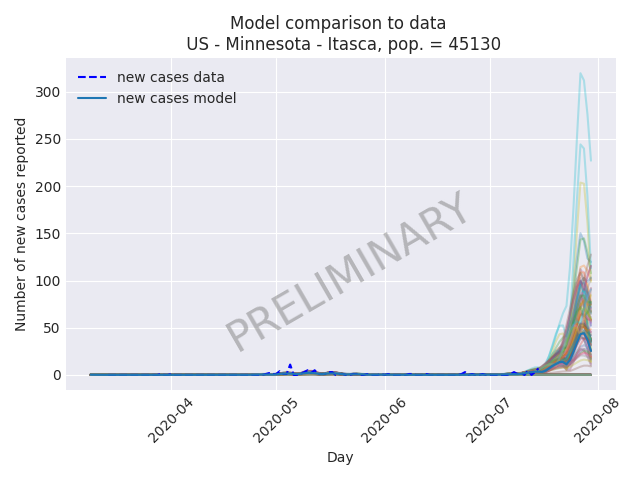 Model comparison to data
US - Minnesota - Itasca, pop. = 45130
new cases data
new cases model
Number of new cases reported
300
250
200
150
100
50
0
PRELIMINARY
2020-04
2020-05
2020-06
2020-07
2020-08
Day